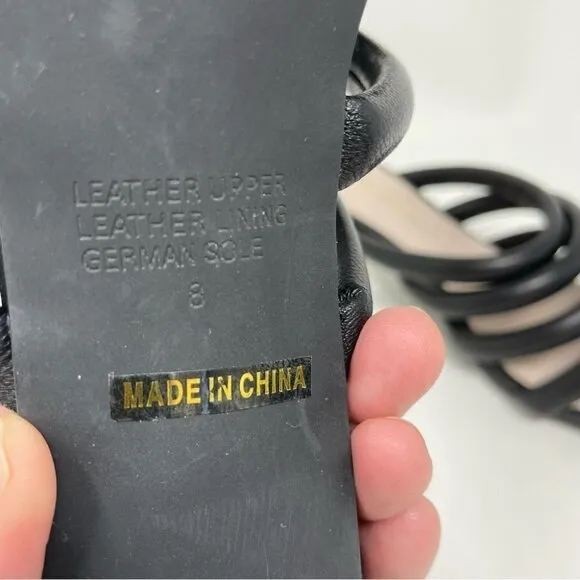 LEATHER UPPER
LEATHER LINING
GERMAN SOLE
8
MADE IN CHINA